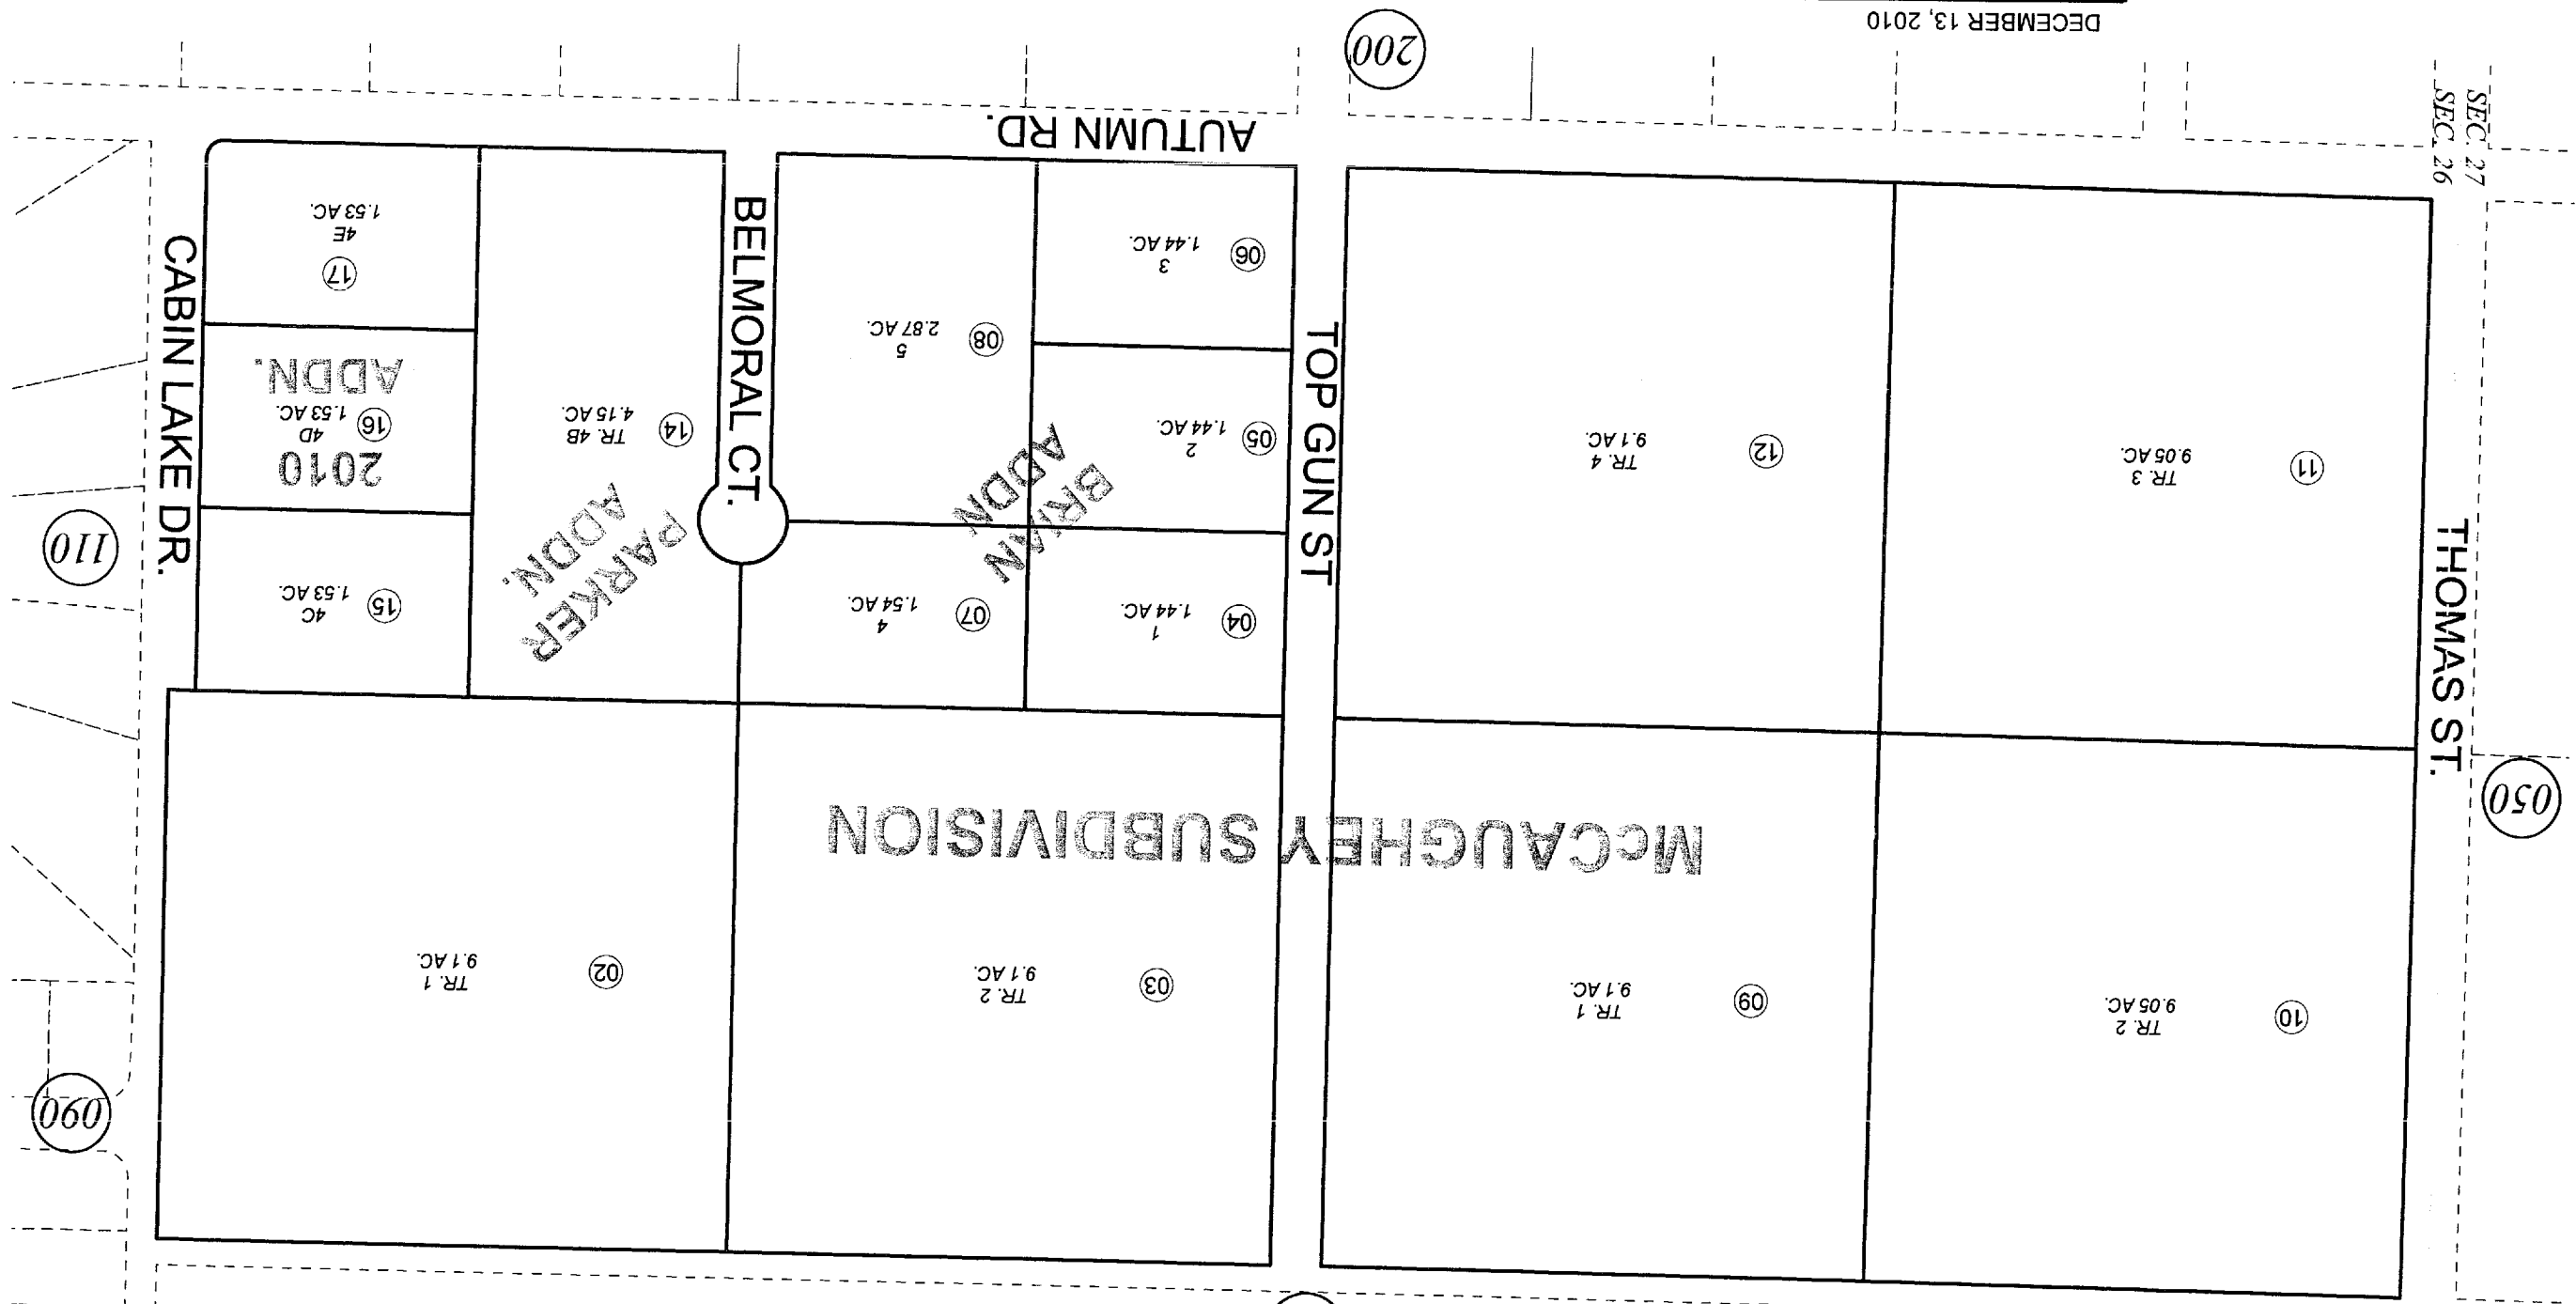 050
THOMAS ST.
10
TR. 2
9.05 AC.
09
TR. 1
9.1 AC.
03
TR. 2
9.1 AC.
02
TR. 1
9.1 AC.
090
McCAUGHEY SUBDIVISION
11
TR. 3
9.05 AC.
12
TR. 4
9.1 AC.
TOP GUN ST
04
1
1.44 AC.
07
4
1.54 AC.
BRIAN
ADDN
05
2
1.44 AC.
08
5
2.87 AC.
06
3
1.44 AC.
BELMORAL CT.
PARKER
ADDN.
14
TR. 4B
4.15 AC.
15
4C
1.53 AC.
2010
16
4D
1.53 AC.
ADDN.
17
4E
1.53 AC.
CABIN LAKE DR.
110
SEC. 26
SEC. 27
AUTUMN RD.
200
DECEMBER 13, 2010